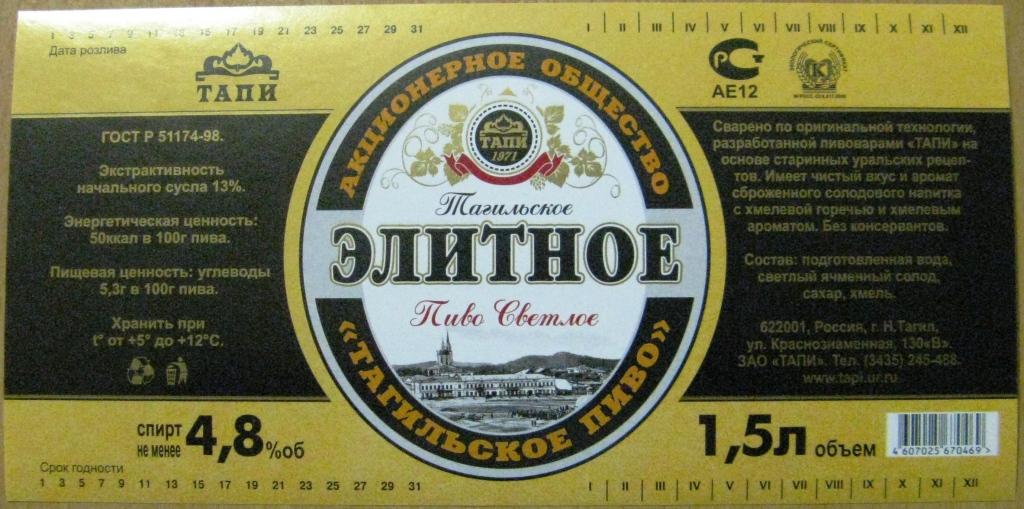 1 3 5 7 9 11 13 15 17 19 21 23 25 27 29 31
Дата розлива
ТАПИ
ГОСТ Р 51174-98.
Экстрактивность
начального сусла 13%.
Энергетическая ценность:
50ккал в 100г пива.
Пищевая ценность: углеводы
5,3г в 100г пива.
Хранить при
t° от +5° до +12°С.
спирт
не менее 4,8%об
Срок годности
1 3 5 7 9 11 13 15 17 19 21 23 25 27 29 31
АКЦИОНЕРНОЕ ОБЩЕСТВО
ТАПИ
1971
Тагильское
ЭЛИТНОЕ
Пиво Светлое
«ТАГИЛЬСКОЕ ПИВО»
I II III IV V VI VII VIII IX X XI XII
АЕ12
Сварено по оригинальной технологии,
разработанной пивоварами «ТАПИ» на
основе старинных уральских рецеп-
тов. Имеет чистый вкус и аромат
сброженного солодового напитка
с хмелевой горечью и хмелевым
ароматом. Без консервантов.
Состав: подготовленная вода,
светлый ячменный солод,
сахар, хмель.
622001, Россия, г. Н.Тагил,
ул. Краснознаменная, 130«В».
ЗАО «ТАПИ». Тел. (3435) 245-488.
www.tapi.ur.ru
1,5л объем
4 607025 670469 >
I II III IV V VI VII VIII IX X XI XII